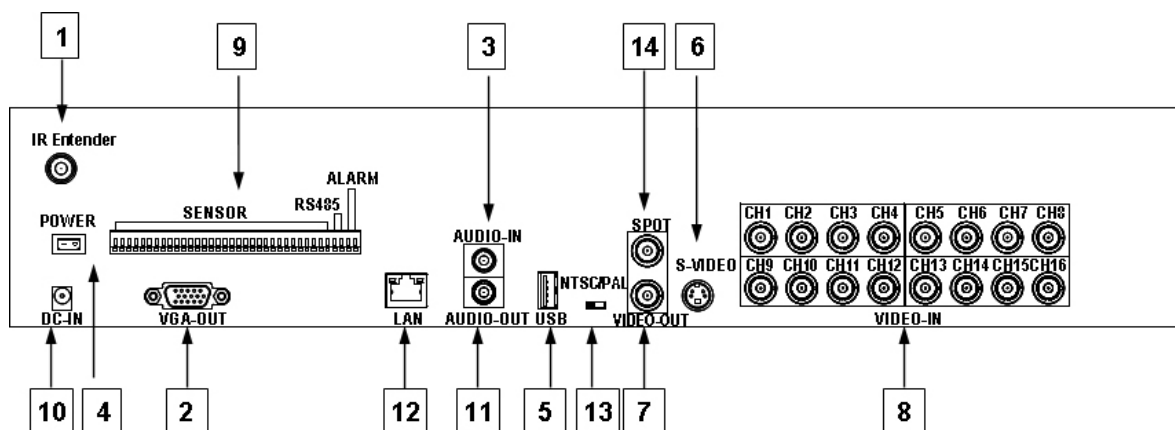 1
9
3
14
6
IR Entender
ALARM
RS485
POWER
SENSOR
AUDIO-IN
SPOT
S-VIDEO
CH1 CH2 CH3 CH4 CH5 CH6 CH7 CH8
CH9 CH10 CH11 CH12 CH13 CH14 CH15 CH16
NTSC/PAL
DC-IN
VGA-OUT
LAN
AUDIO-OUT
USB
VIDEO-OUT
VIDEO-IN
10
4
2
12
11
5
13
7
8